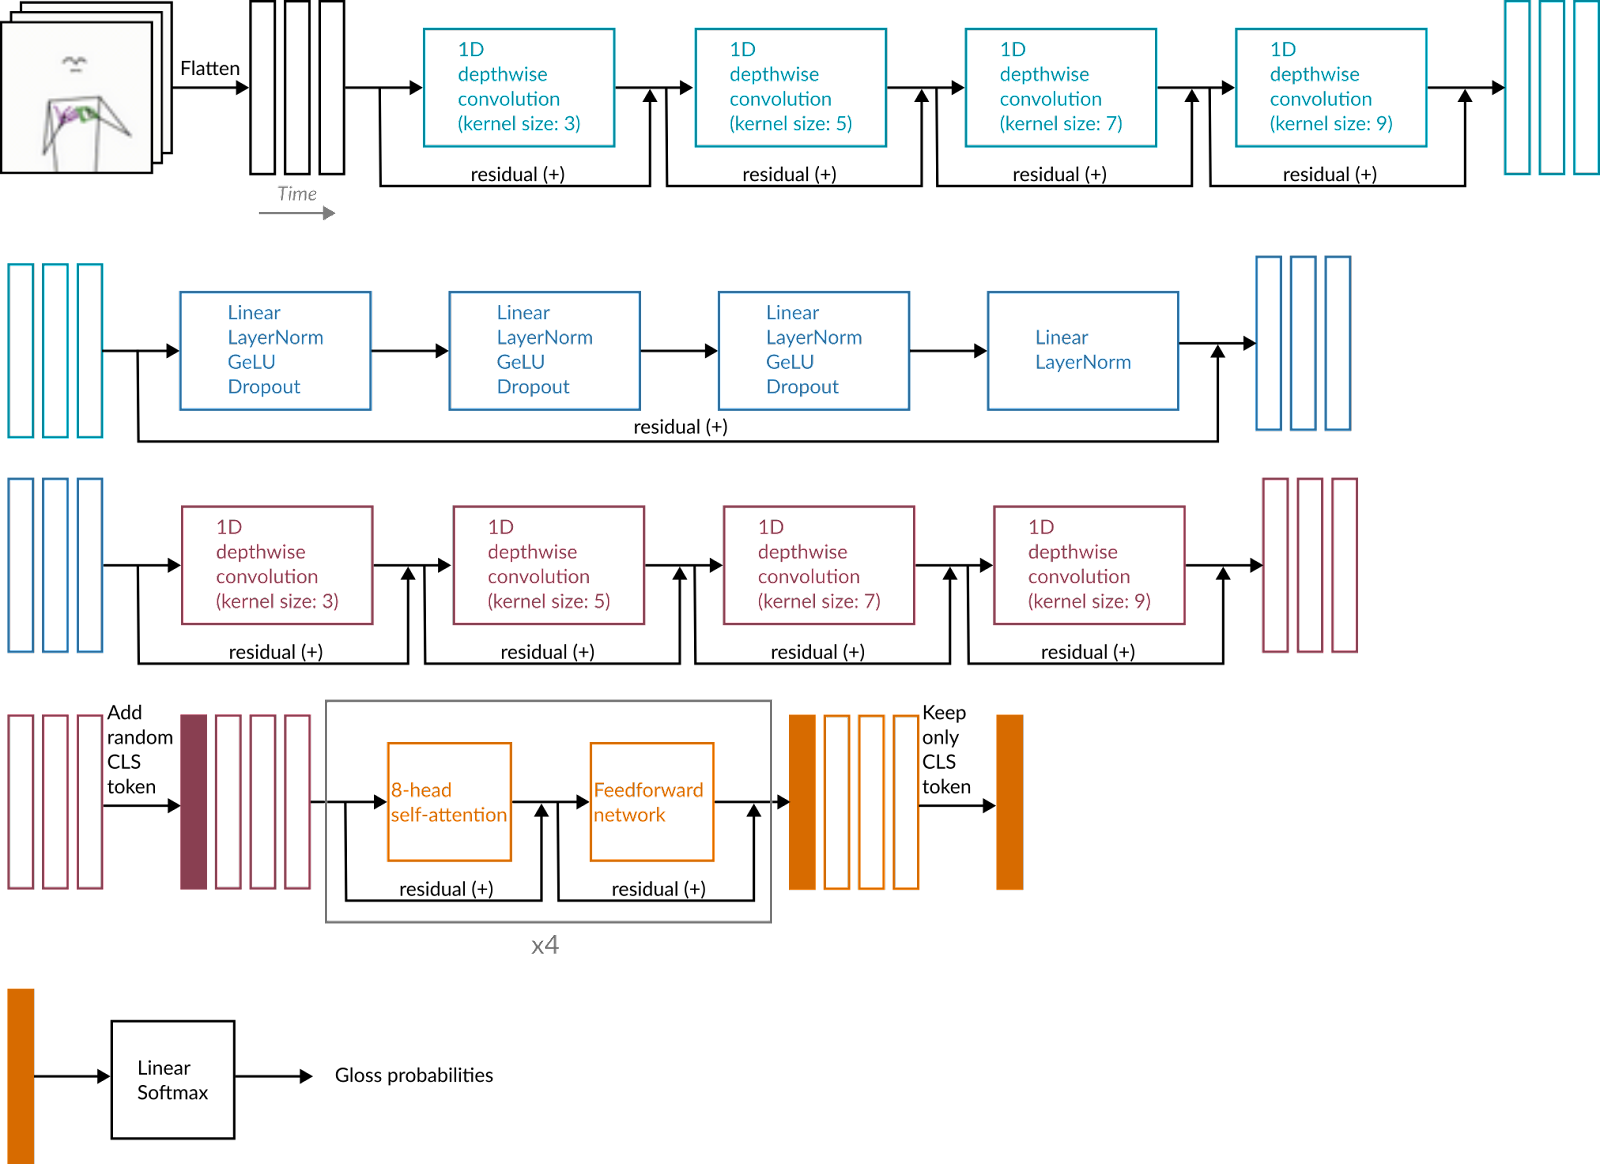 Flatten
Time
1D
depthwise
convolution
(kernel size: 3)
residual (+)
1D
depthwise
convolution
(kernel size: 5)
residual (+)
1D
depthwise
convolution
(kernel size: 7)
residual (+)
1D
depthwise
convolution
(kernel size: 9)
residual (+)
Linear
LayerNorm
GeLU
Dropout
Linear
LayerNorm
GeLU
Dropout
Linear
LayerNorm
GeLU
Dropout
Linear
LayerNorm
residual (+)
1D
depthwise
convolution
(kernel size: 3)
residual (+)
1D
depthwise
convolution
(kernel size: 5)
residual (+)
1D
depthwise
convolution
(kernel size: 7)
residual (+)
1D
depthwise
convolution
(kernel size: 9)
residual (+)
Add
random
CLS
token
8-head
self-attention
residual (+)
Feedforward
network
residual (+)
x4
Keep
only
CLS
token
Linear
Softmax
Gloss probabilities